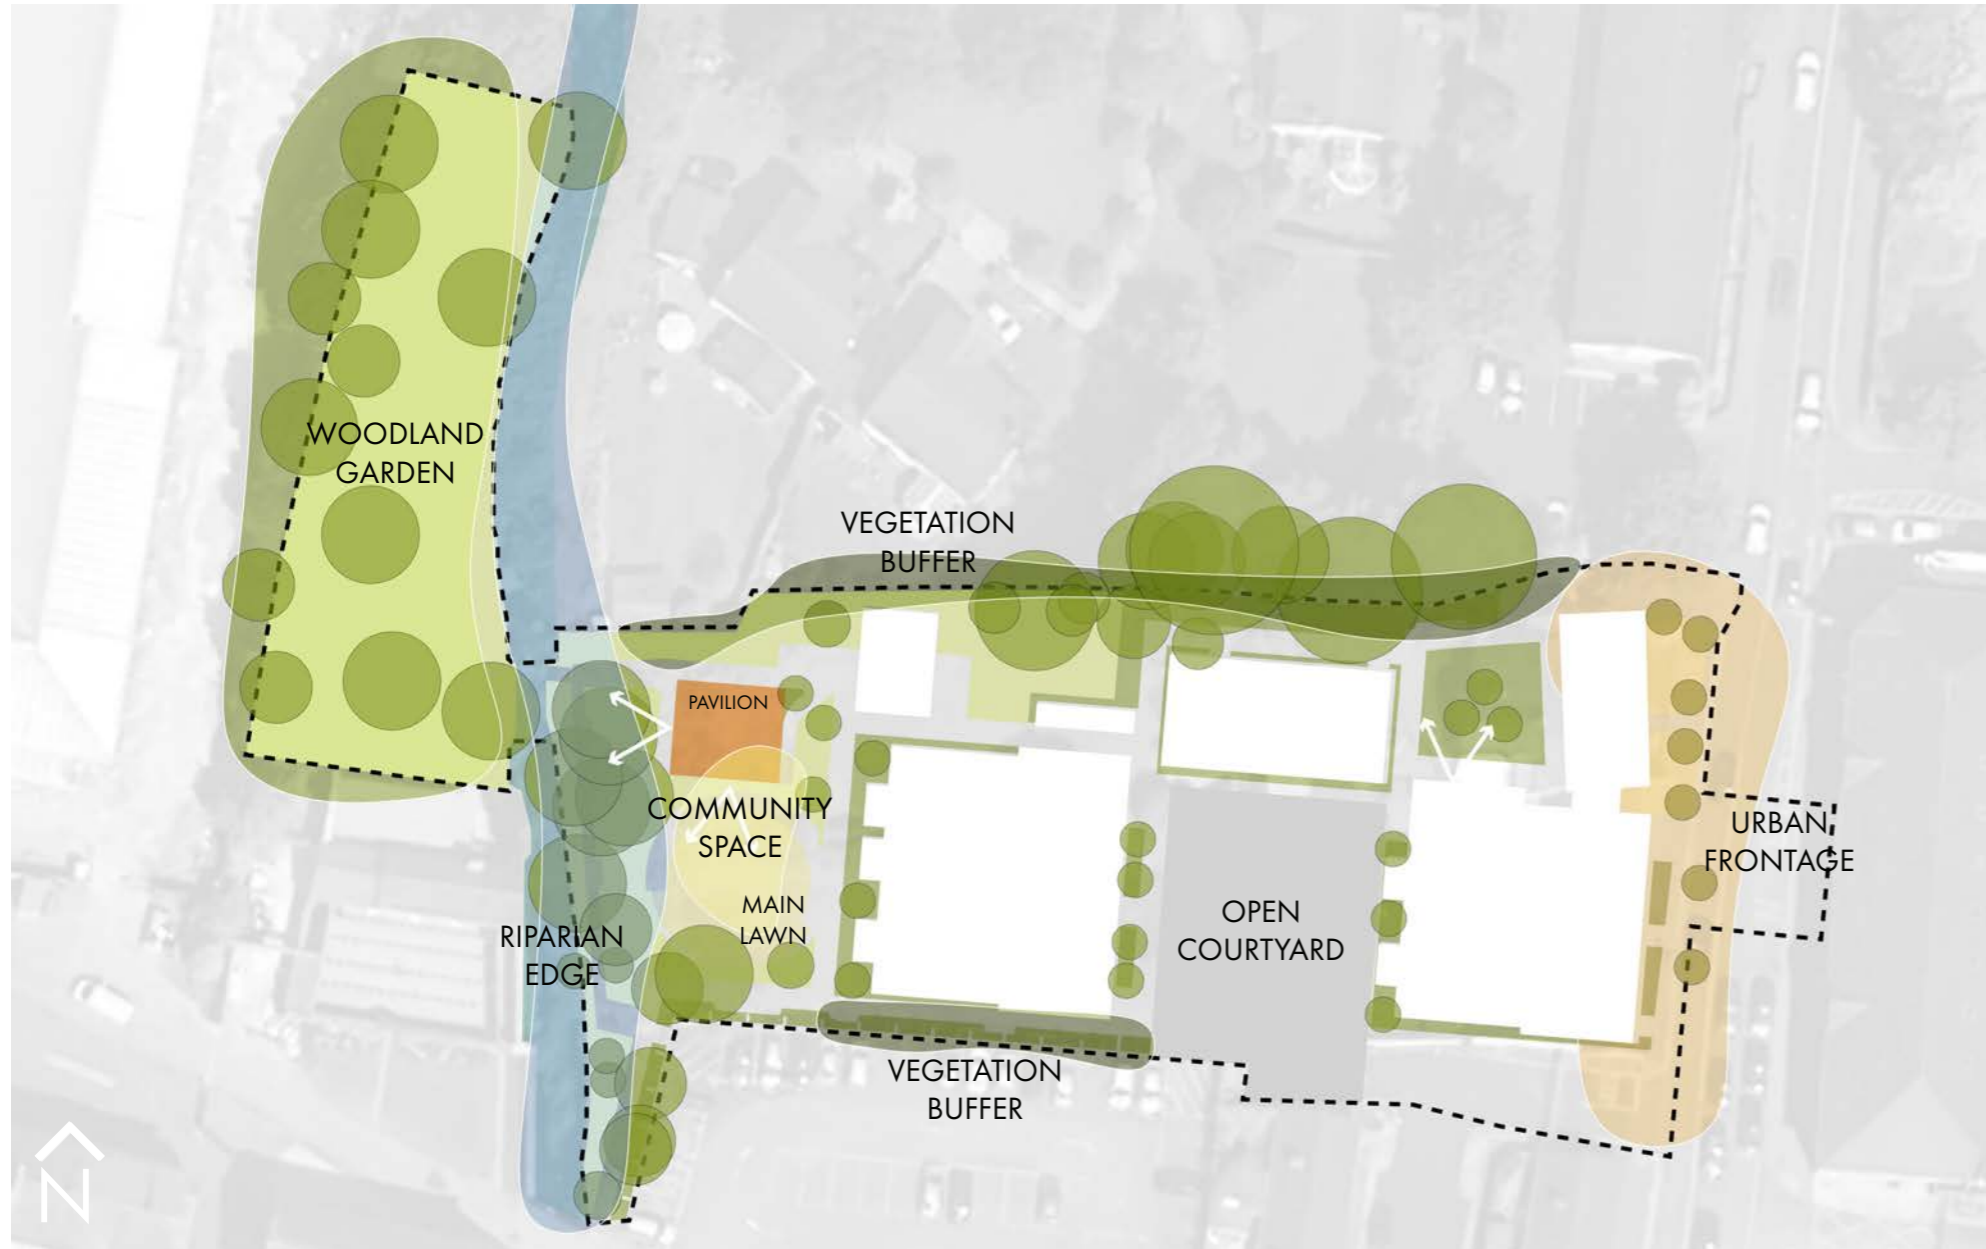 WOODLAND
GARDEN
VEGETATION
BUFFER
PAVILION
COMMUNITY
SPACE
MAIN
LAWN
RIPARIAN
EDGE
OPEN
COURTYARD
URBAN
FRONTAGE
VEGETATION
BUFFER
N